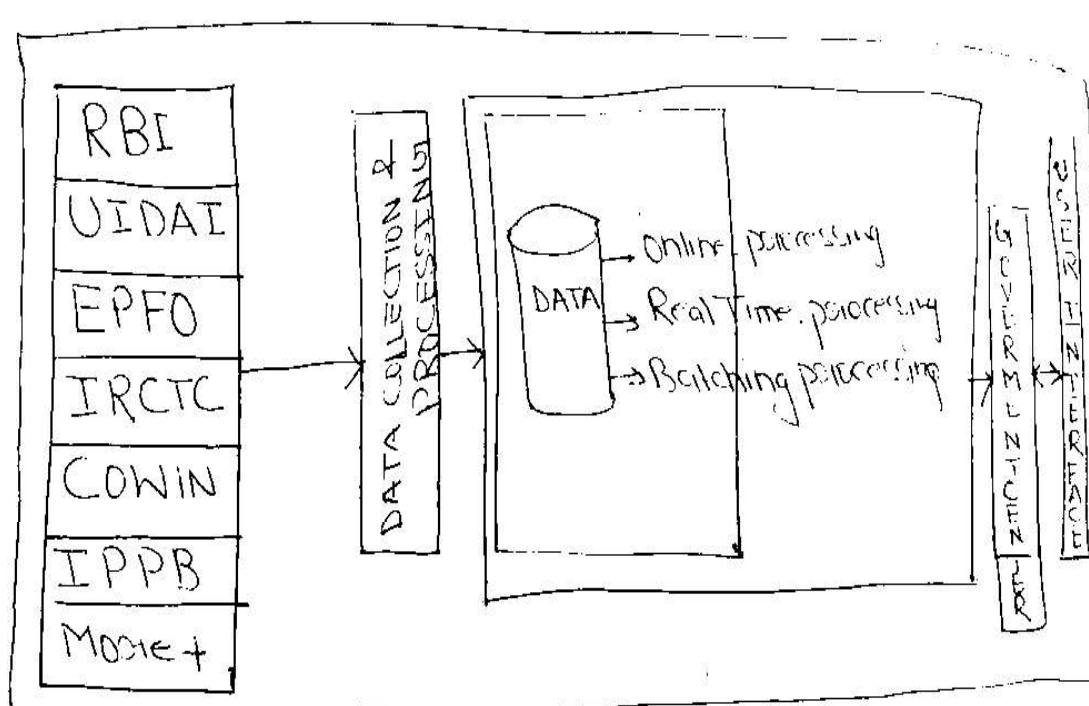 RBI
UIDAI
EPFO
IRCTC
COWIN
IPPB
DATA COLLECTION &
PROCESSING
DATA
Online processing
Real Time processing
Batching processing
GOVERMENT CENTER
USER INTEREACE